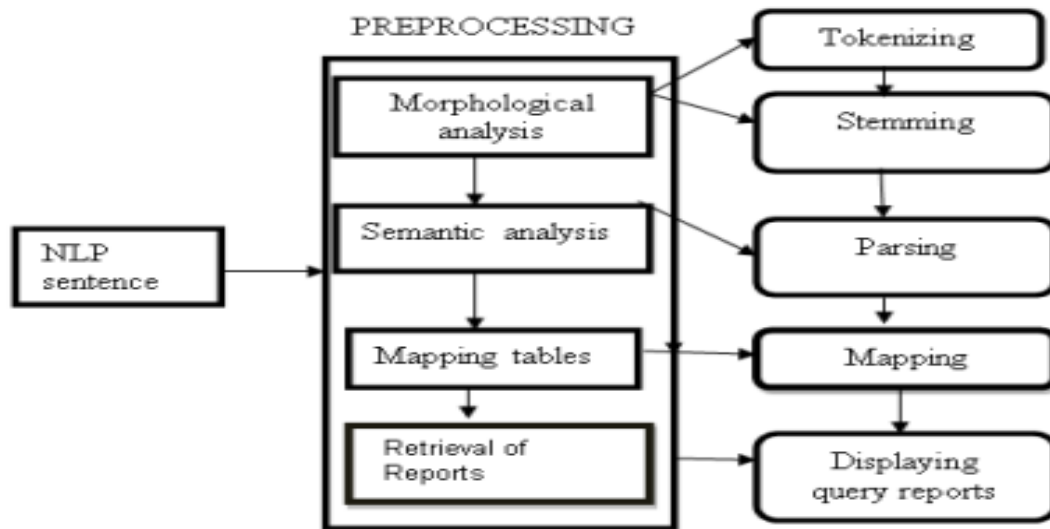 PREPROCESSING
NLP
sentence
Morphological
analysis
Semantic analysis
Mapping tables
Retrieval of
Reports
Tokenizing
Stemming
Parsing
Mapping
Displaying
query reports